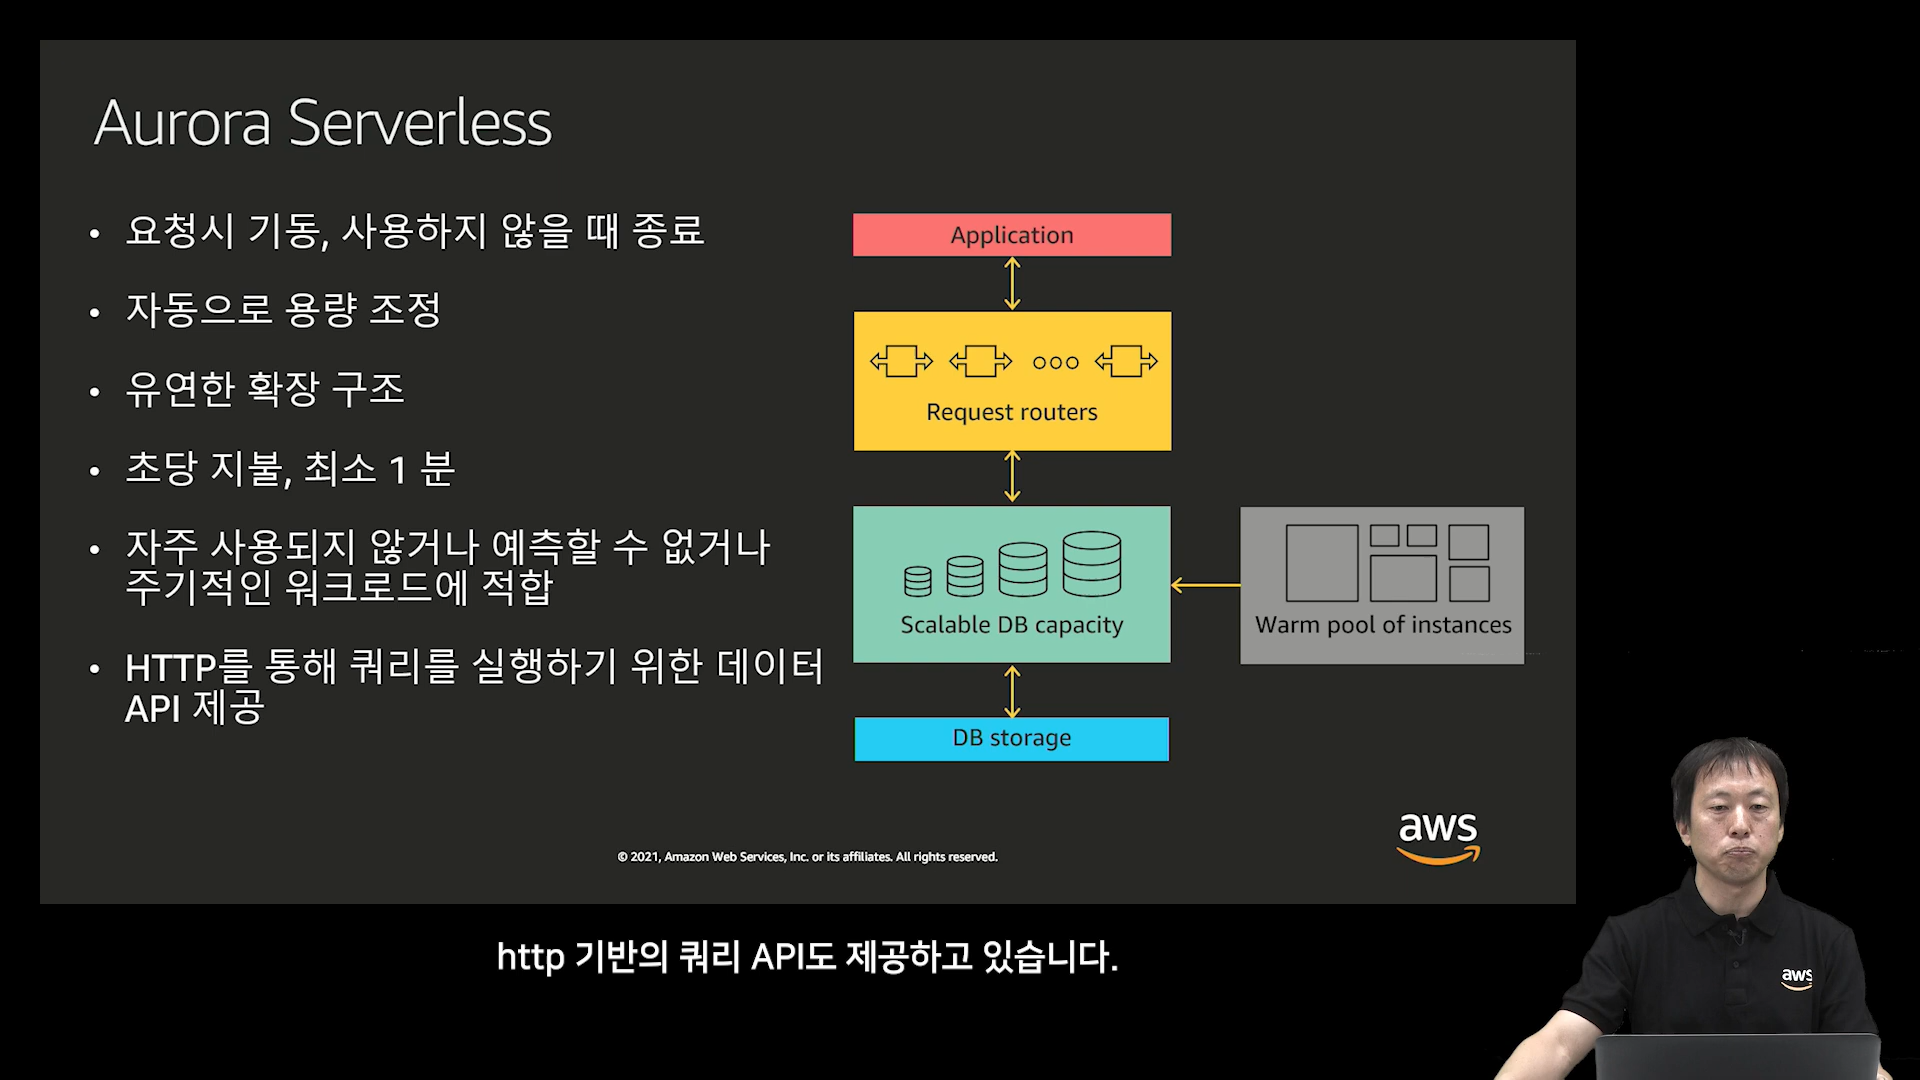 Aurora Serverless
• 요청시 기동, 사용하지 않을 때 종료
• 자동으로 용량 조정
• 유연한 확장 구조
• 초당 지불, 최소 1 분
• 자주 사용되지 않거나 예측할 수 없거나
주기적인 워크로드에 적합
• HTTP를 통해 쿼리를 실행하기 위한 데이터
API 제공
Application
Request routers
Scalable DB capacity
Warm pool of instances
DB storage
aws
© 2021, Amazon Web Services, Inc. or its affiliates. All rights reserved.
aws
http 기반의 쿼리 API도 제공하고 있습니다.